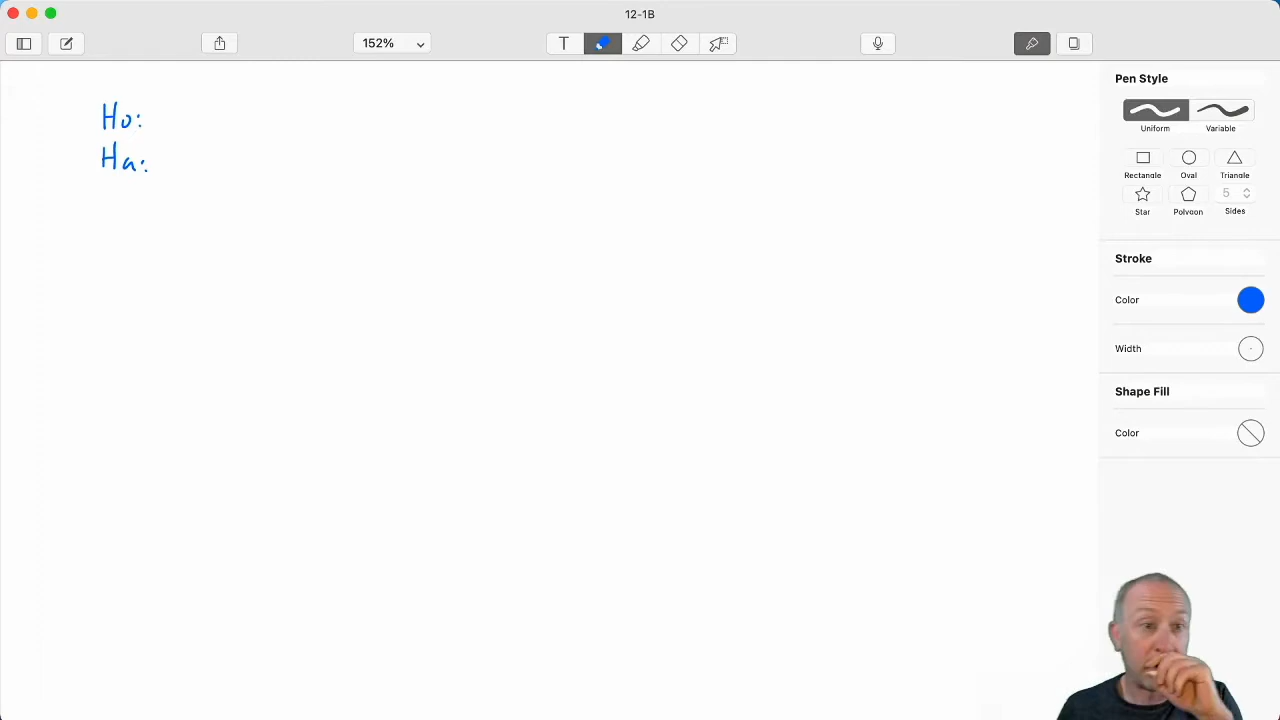 12-1B
152%
T
Pen Style
Uniform
Variable
Rectangle
Oval
Triangle
5
Star
Polygon
Sides
Stroke
Color
Width
Shape Fill
Color
Ho:
Ha: